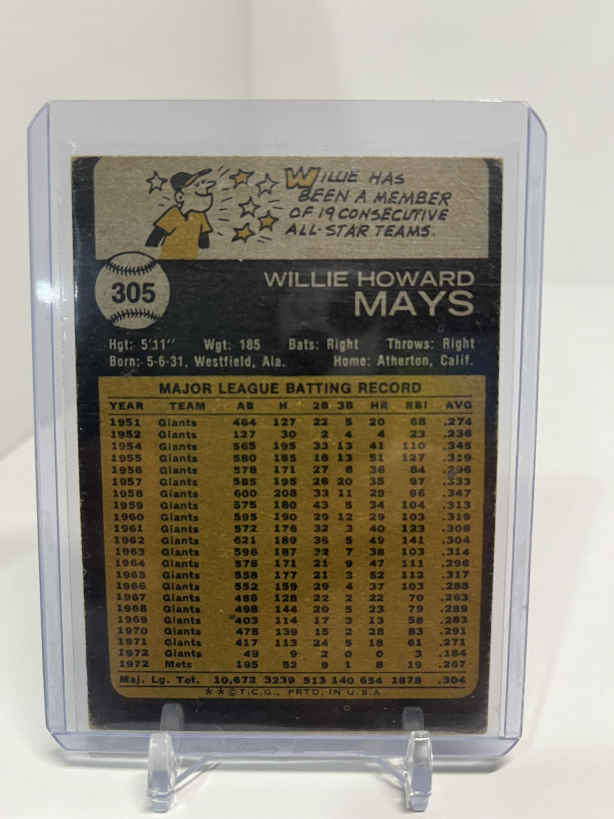 WILLIE HAS
BEEN A MEMBER
OF 19 CONSECUTIVE
ALL-STAR TEAMS.
305
WILLIE HOWARD
MAYS
Hgt: 5'11" Wgt: 185 Bats: Right Throws: Right
Born: 5-6-31, Westfield, Ala. Home: Atherton, Calif.
MAJOR LEAGUE BATTING RECORD
YEAR TEAM AB H 2B 3B HR RBI AVG
1951 Giants 464 127 22 5 20 68 .274
1952 Giants 127 30 2 4 4 23 .236
1954 Giants 565 195 33 13 41 110 .345
1955 Giants 580 185 18 13 51 127 .319
1956 Giants 578 171 27 8 36 84 .296
1957 Giants 585 195 26 20 35 97 .333
1958 Giants 600 208 33 11 29 96 .347
1959 Giants 575 180 43 5 34 104 .313
1960 Giants 595 190 29 12 29 103 .319
1961 Giants 572 176 32 3 40 123 .308
1962 Giants 621 189 36 5 49 141 .304
1963 Giants 596 187 32 7 38 103 .314
1964 Giants 578 171 21 9 47 111 .296
1965 Giants 558 177 21 3 52 112 .317
1966 Giants 552 159 29 4 37 103 .288
1967 Giants 486 128 22 2 22 70 .263
1968 Giants 498 144 20 5 23 79 .289
1969 Giants 403 114 17 3 13 58 .283
1970 Giants 478 139 15 2 28 83 .291
1971 Giants 417 113 24 5 18 61 .271
1972 Giants 49 9 2 0 0 3 .184
1972 Mets 195 52 9 1 8 19 .267
Maj. Lg. Tot. 10,672 3239 513 140 654 1878 .304
★★©T.C.G., PRTD. IN U.S.A.